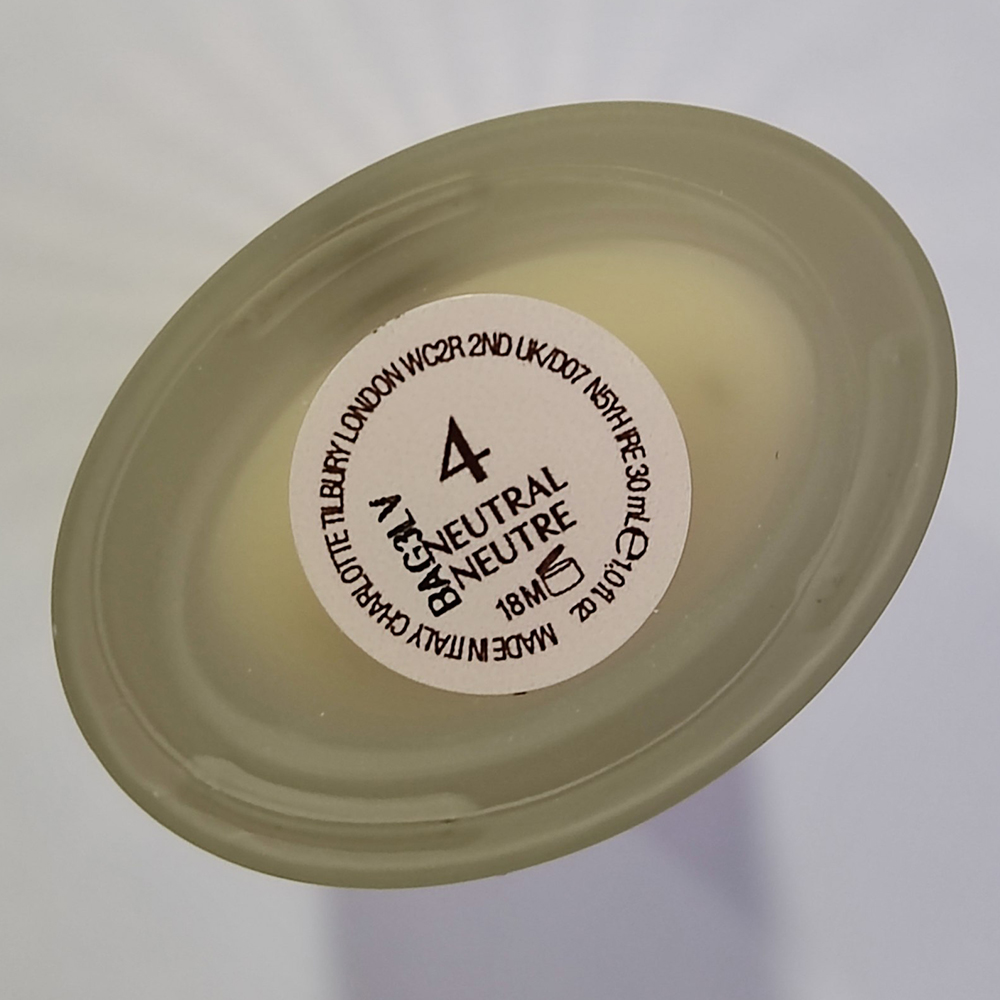 CHARLOTTE TILBURY LONDON WC2R 2ND UK/D07 N5YH IRE 30 mL ℮ 1.0 fl. oz
MADE IN ITALY
4
NEUTRAL
NEUTRE
18M